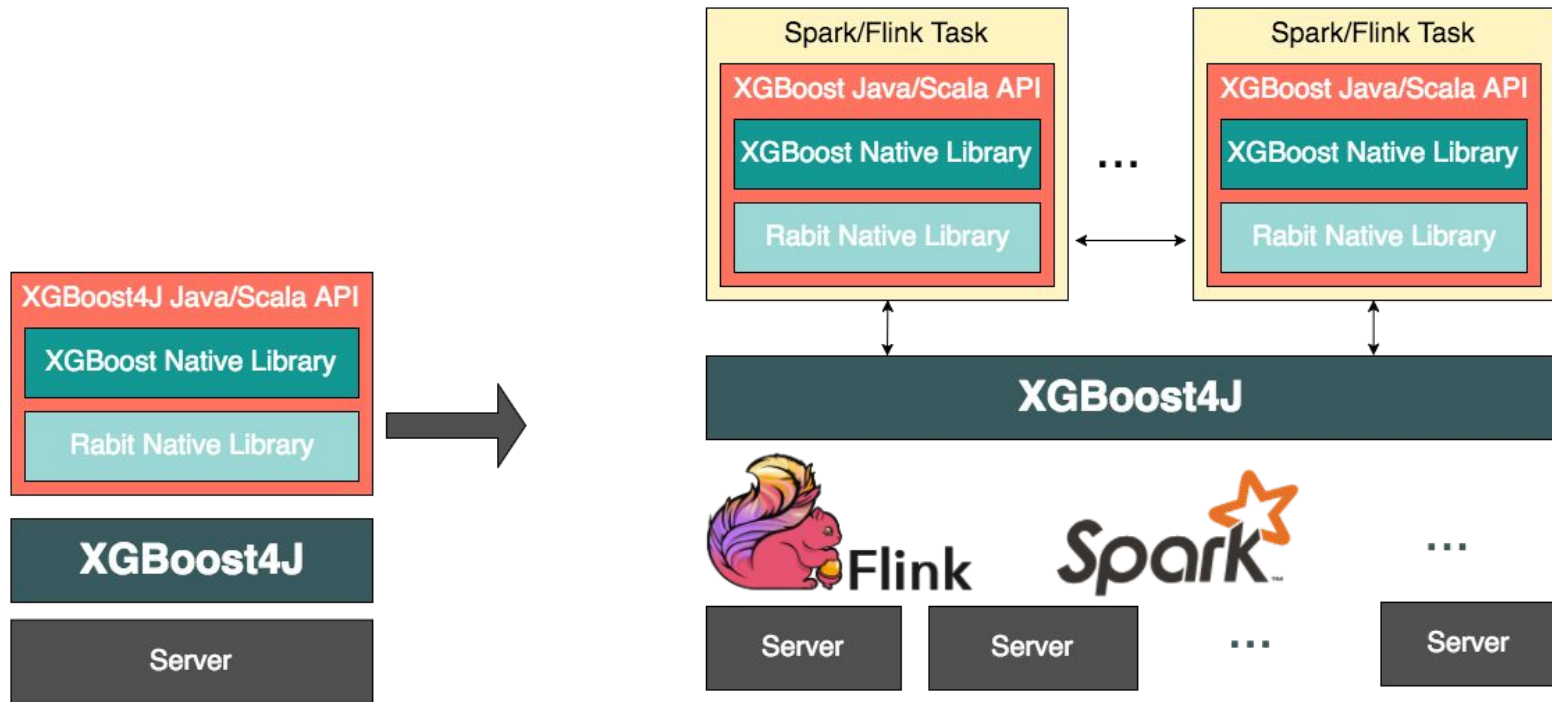 XGBoost4J Java/Scala API
XGBoost Native Library
Rabit Native Library
XGBoost4J
Server
Spark/Flink Task
XGBoost Java/Scala API
XGBoost Native Library
Rabit Native Library
...
Spark/Flink Task
XGBoost Java/Scala API
XGBoost Native Library
Rabit Native Library
XGBoost4J
Flink
Spark™
...
Server
Server
...
Server